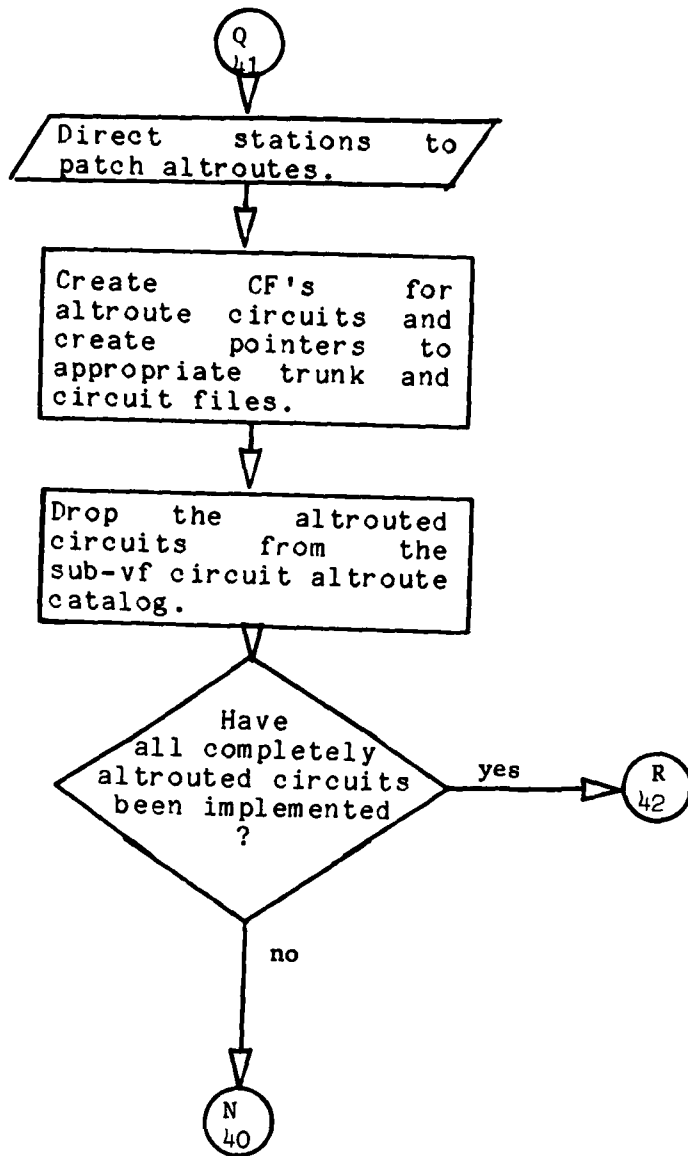 Q
41
Direct stations to
patch altroutes.
Create CF's for
altroute circuits and
create pointers to
appropriate trunk and
circuit files.
Drop the altrouted
circuits from the
sub-vf circuit altroute
catalog.
Have
all completely
altrouted circuits
been implemented
?
yes
R
42
no
N
40